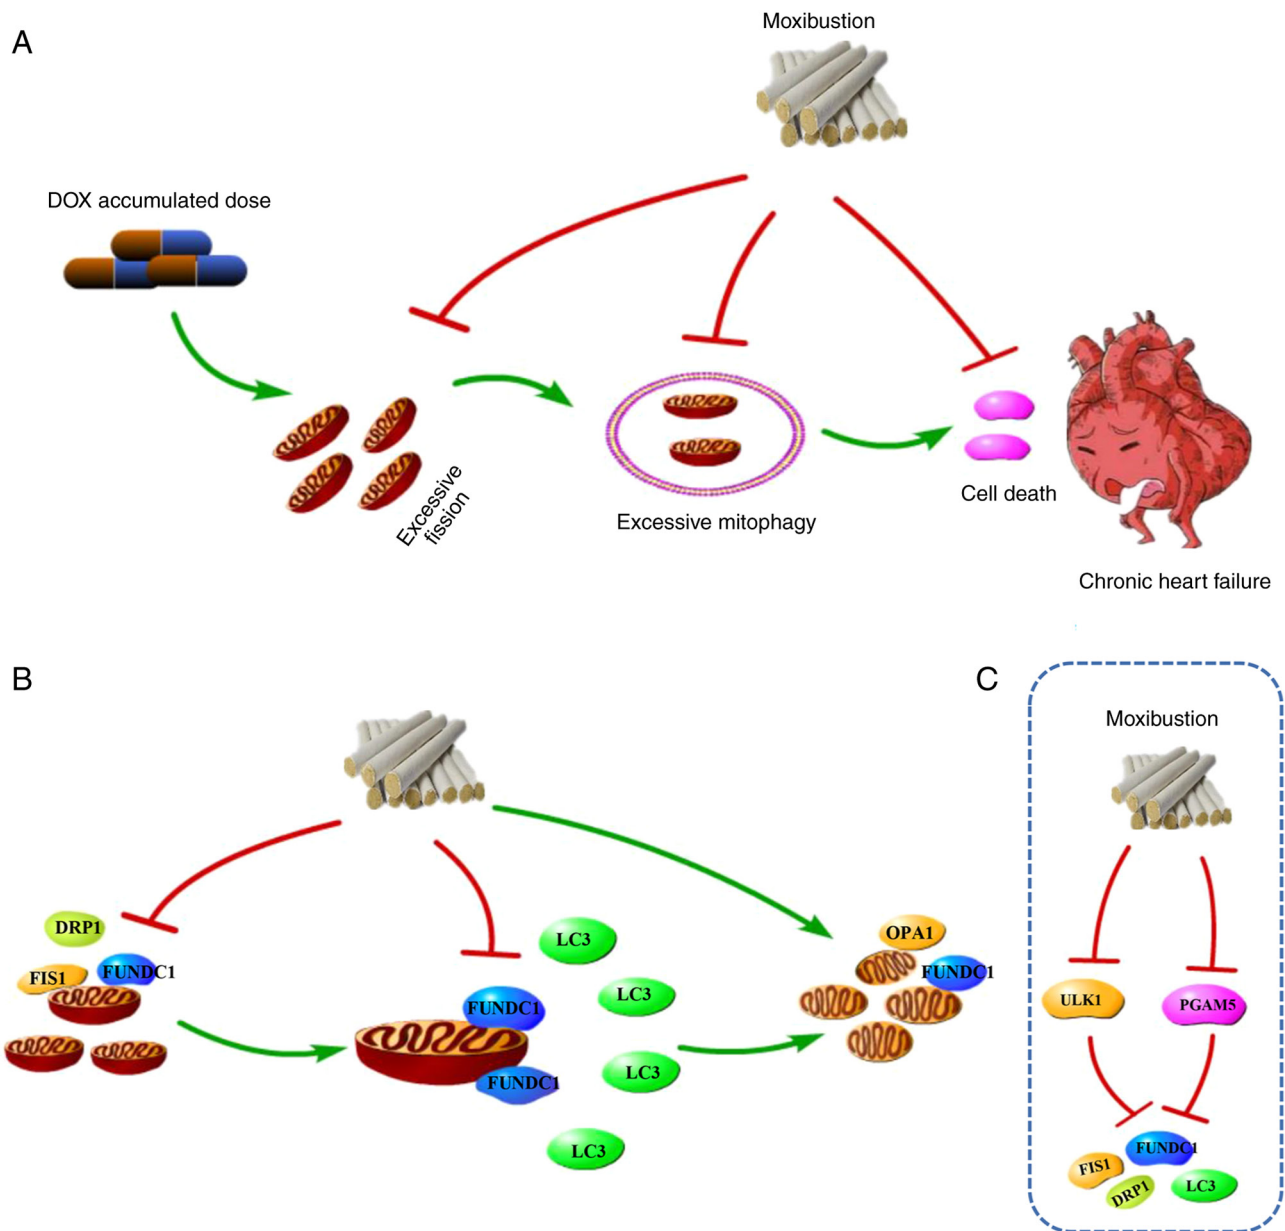 A
Moxibustion
DOX accumulated dose
Excessive
fission
Excessive mitophagy
Cell death
Chronic heart failure
B
DRP1
FIS1
FUNDC1
FUNDC1
FUNDC1
LC3
LC3
LC3
LC3
OPA1
FUNDC1
C
Moxibustion
ULK1
PGAM5
FUNDC1
FIS1
DRP1
LC3